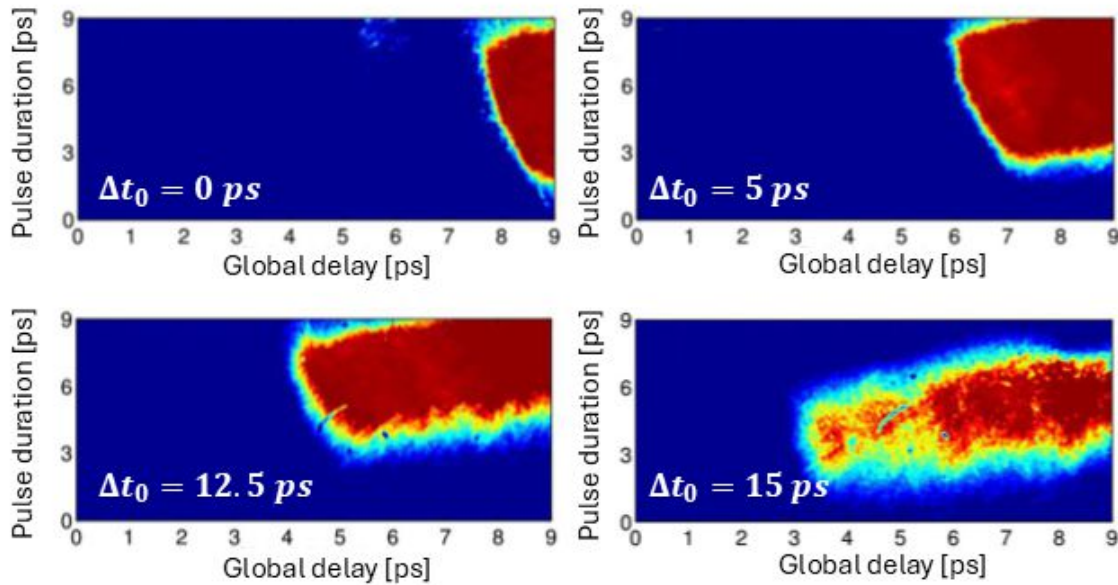 Pulse duration [ps]
9
6
3
0
Δt₀ = 0 ps
0 1 2 3 4 5 6 7 8 9
Global delay [ps]
Pulse duration [ps]
9
6
3
0
Δt₀ = 5 ps
0 1 2 3 4 5 6 7 8 9
Global delay [ps]
Pulse duration [ps]
9
6
3
0
Δt₀ = 12.5 ps
0 1 2 3 4 5 6 7 8 9
Global delay [ps]
Pulse duration [ps]
9
6
3
0
Δt₀ = 15 ps
0 1 2 3 4 5 6 7 8 9
Global delay [ps]